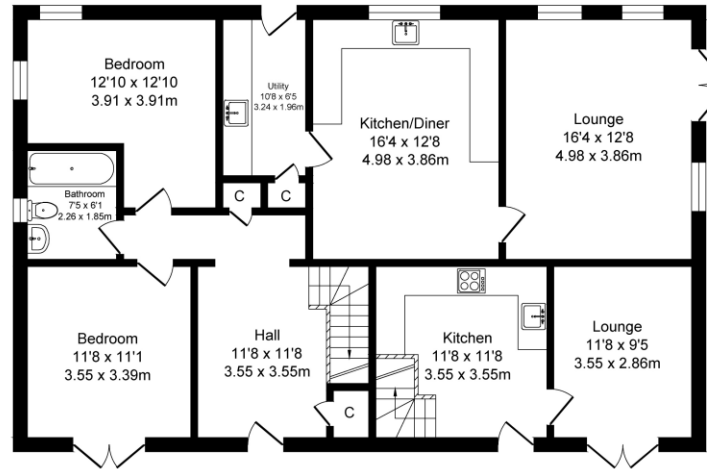 Bedroom
12'10 x 12'10
3.91 x 3.91m
Utility
10'8 x 6'5
3.24 x 1.96m
Kitchen/Diner
16'4 x 12'8
4.98 x 3.86m
Lounge
16'4 x 12'8
4.98 x 3.86m
Bathroom
7'5 x 6'1
2.26 x 1.85m
C
C
Bedroom
11'8 x 11'1
3.55 x 3.39m
Hall
11'8 x 11'8
3.55 x 3.55m
C
Kitchen
11'8 x 11'8
3.55 x 3.55m
Lounge
11'8 x 9'5
3.55 x 2.86m